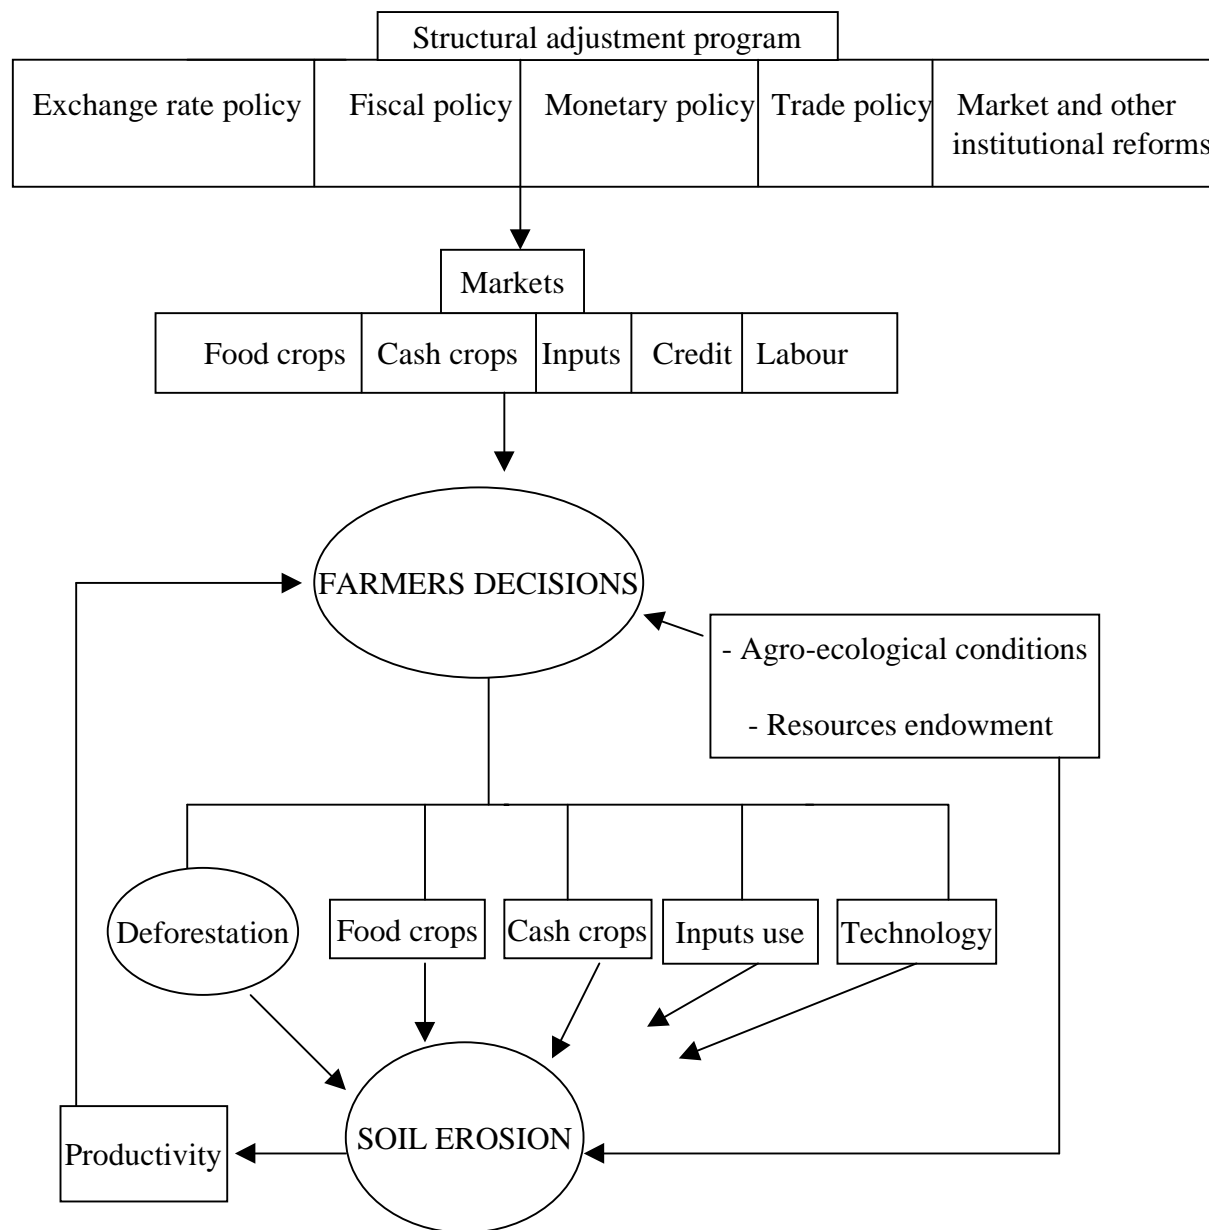 Structural adjustment program
Exchange rate policy
Fiscal policy
Monetary policy
Trade policy
Market and other
institutional reforms
Markets
Food crops
Cash crops
Inputs
Credit
Labour
FARMERS DECISIONS
- Agro-ecological conditions
- Resources endowment
Deforestation
Food crops
Cash crops
Inputs use
Technology
Productivity
SOIL EROSION